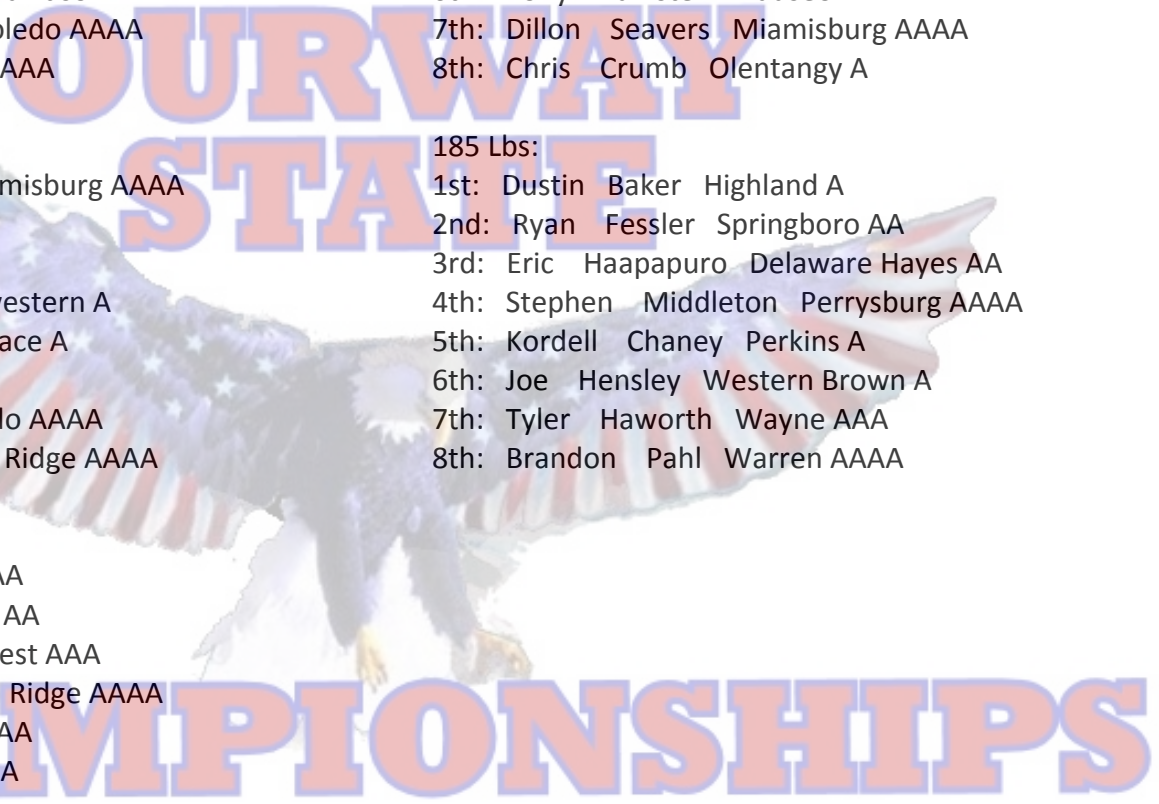 AAAA
AAA
misburg AAAA
western A
ace A
AAAA
Ridge AAAA
AA
AA
est AAA
Ridge AAAA
AA
A
7th: Dillon Seavers Miamisburg AAAA
8th: Chris Crumb Olentangy A
185 Lbs:
1st: Dustin Baker Highland A
2nd: Ryan Fessler Springboro AA
3rd: Eric Haapapuro Delaware Hayes AA
4th: Stephen Middleton Perrysburg AAAA
5th: Kordell Chaney Perkins A
6th: Joe Hensley Western Brown A
7th: Tyler Haworth Wayne AAA
8th: Brandon Pahl Warren AAAA
OURWAY
STATE
MPIONSHIPS